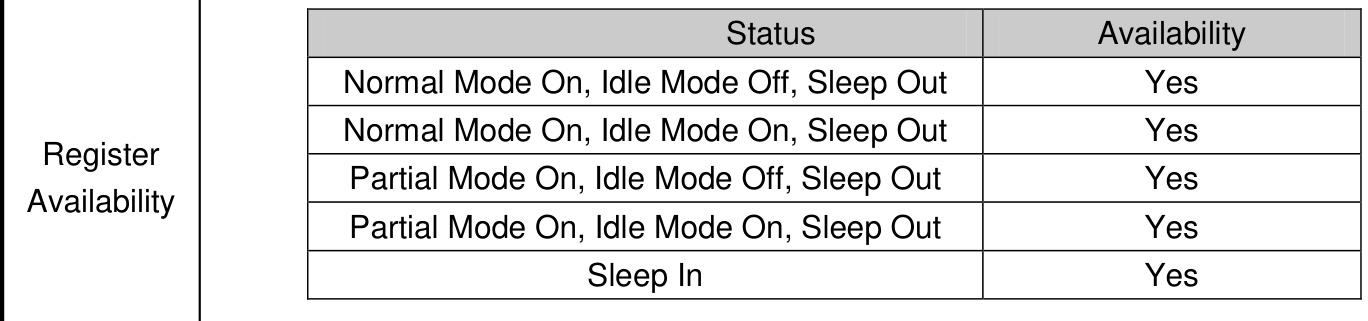 Register
Availability
Status Availability
Normal Mode On, Idle Mode Off, Sleep Out Yes
Normal Mode On, Idle Mode On, Sleep Out Yes
Partial Mode On, Idle Mode Off, Sleep Out Yes
Partial Mode On, Idle Mode On, Sleep Out Yes
Sleep In Yes